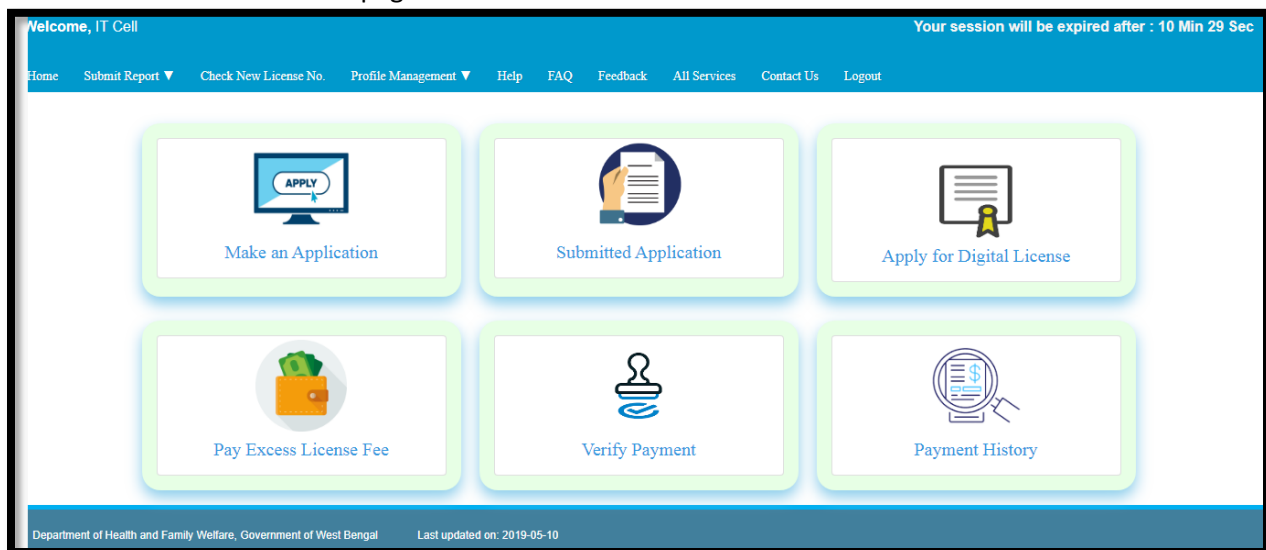 Welcome, IT Cell
Your session will be expired after : 10 Min 29 Sec
Home Submit Report ▼ Check New License No. Profile Management ▼ Help FAQ Feedback All Services Contact Us Logout
APPLY
Make an Application
Submitted Application
Apply for Digital License
Pay Excess License Fee
$
Verify Payment
Payment History
Department of Health and Family Welfare, Government of West Bengal Last updated on: 2019-05-10